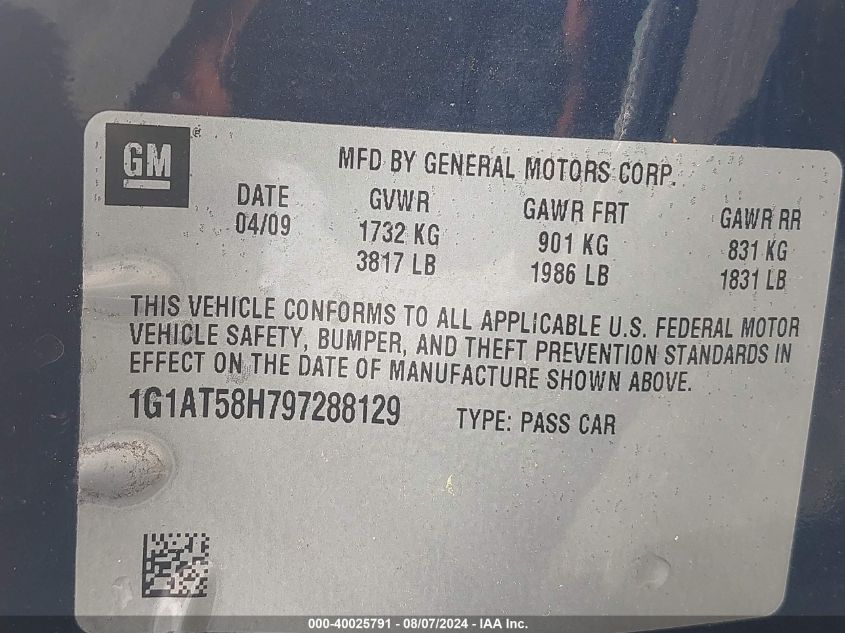 GM
MFD BY GENERAL MOTORS CORP.
DATE GVWR GAWR FRT GAWR RR
04/09 1732 KG 901 KG 831 KG
3817 LB 1986 LB 1831 LB
THIS VEHICLE CONFORMS TO ALL APPLICABLE U.S. FEDERAL MOTOR
VEHICLE SAFETY, BUMPER, AND THEFT PREVENTION STANDARDS IN
EFFECT ON THE DATE OF MANUFACTURE SHOWN ABOVE.
1G1AT58H797288129 TYPE: PASS CAR
000-40025791 - 08/07/2024 - IAA Inc.